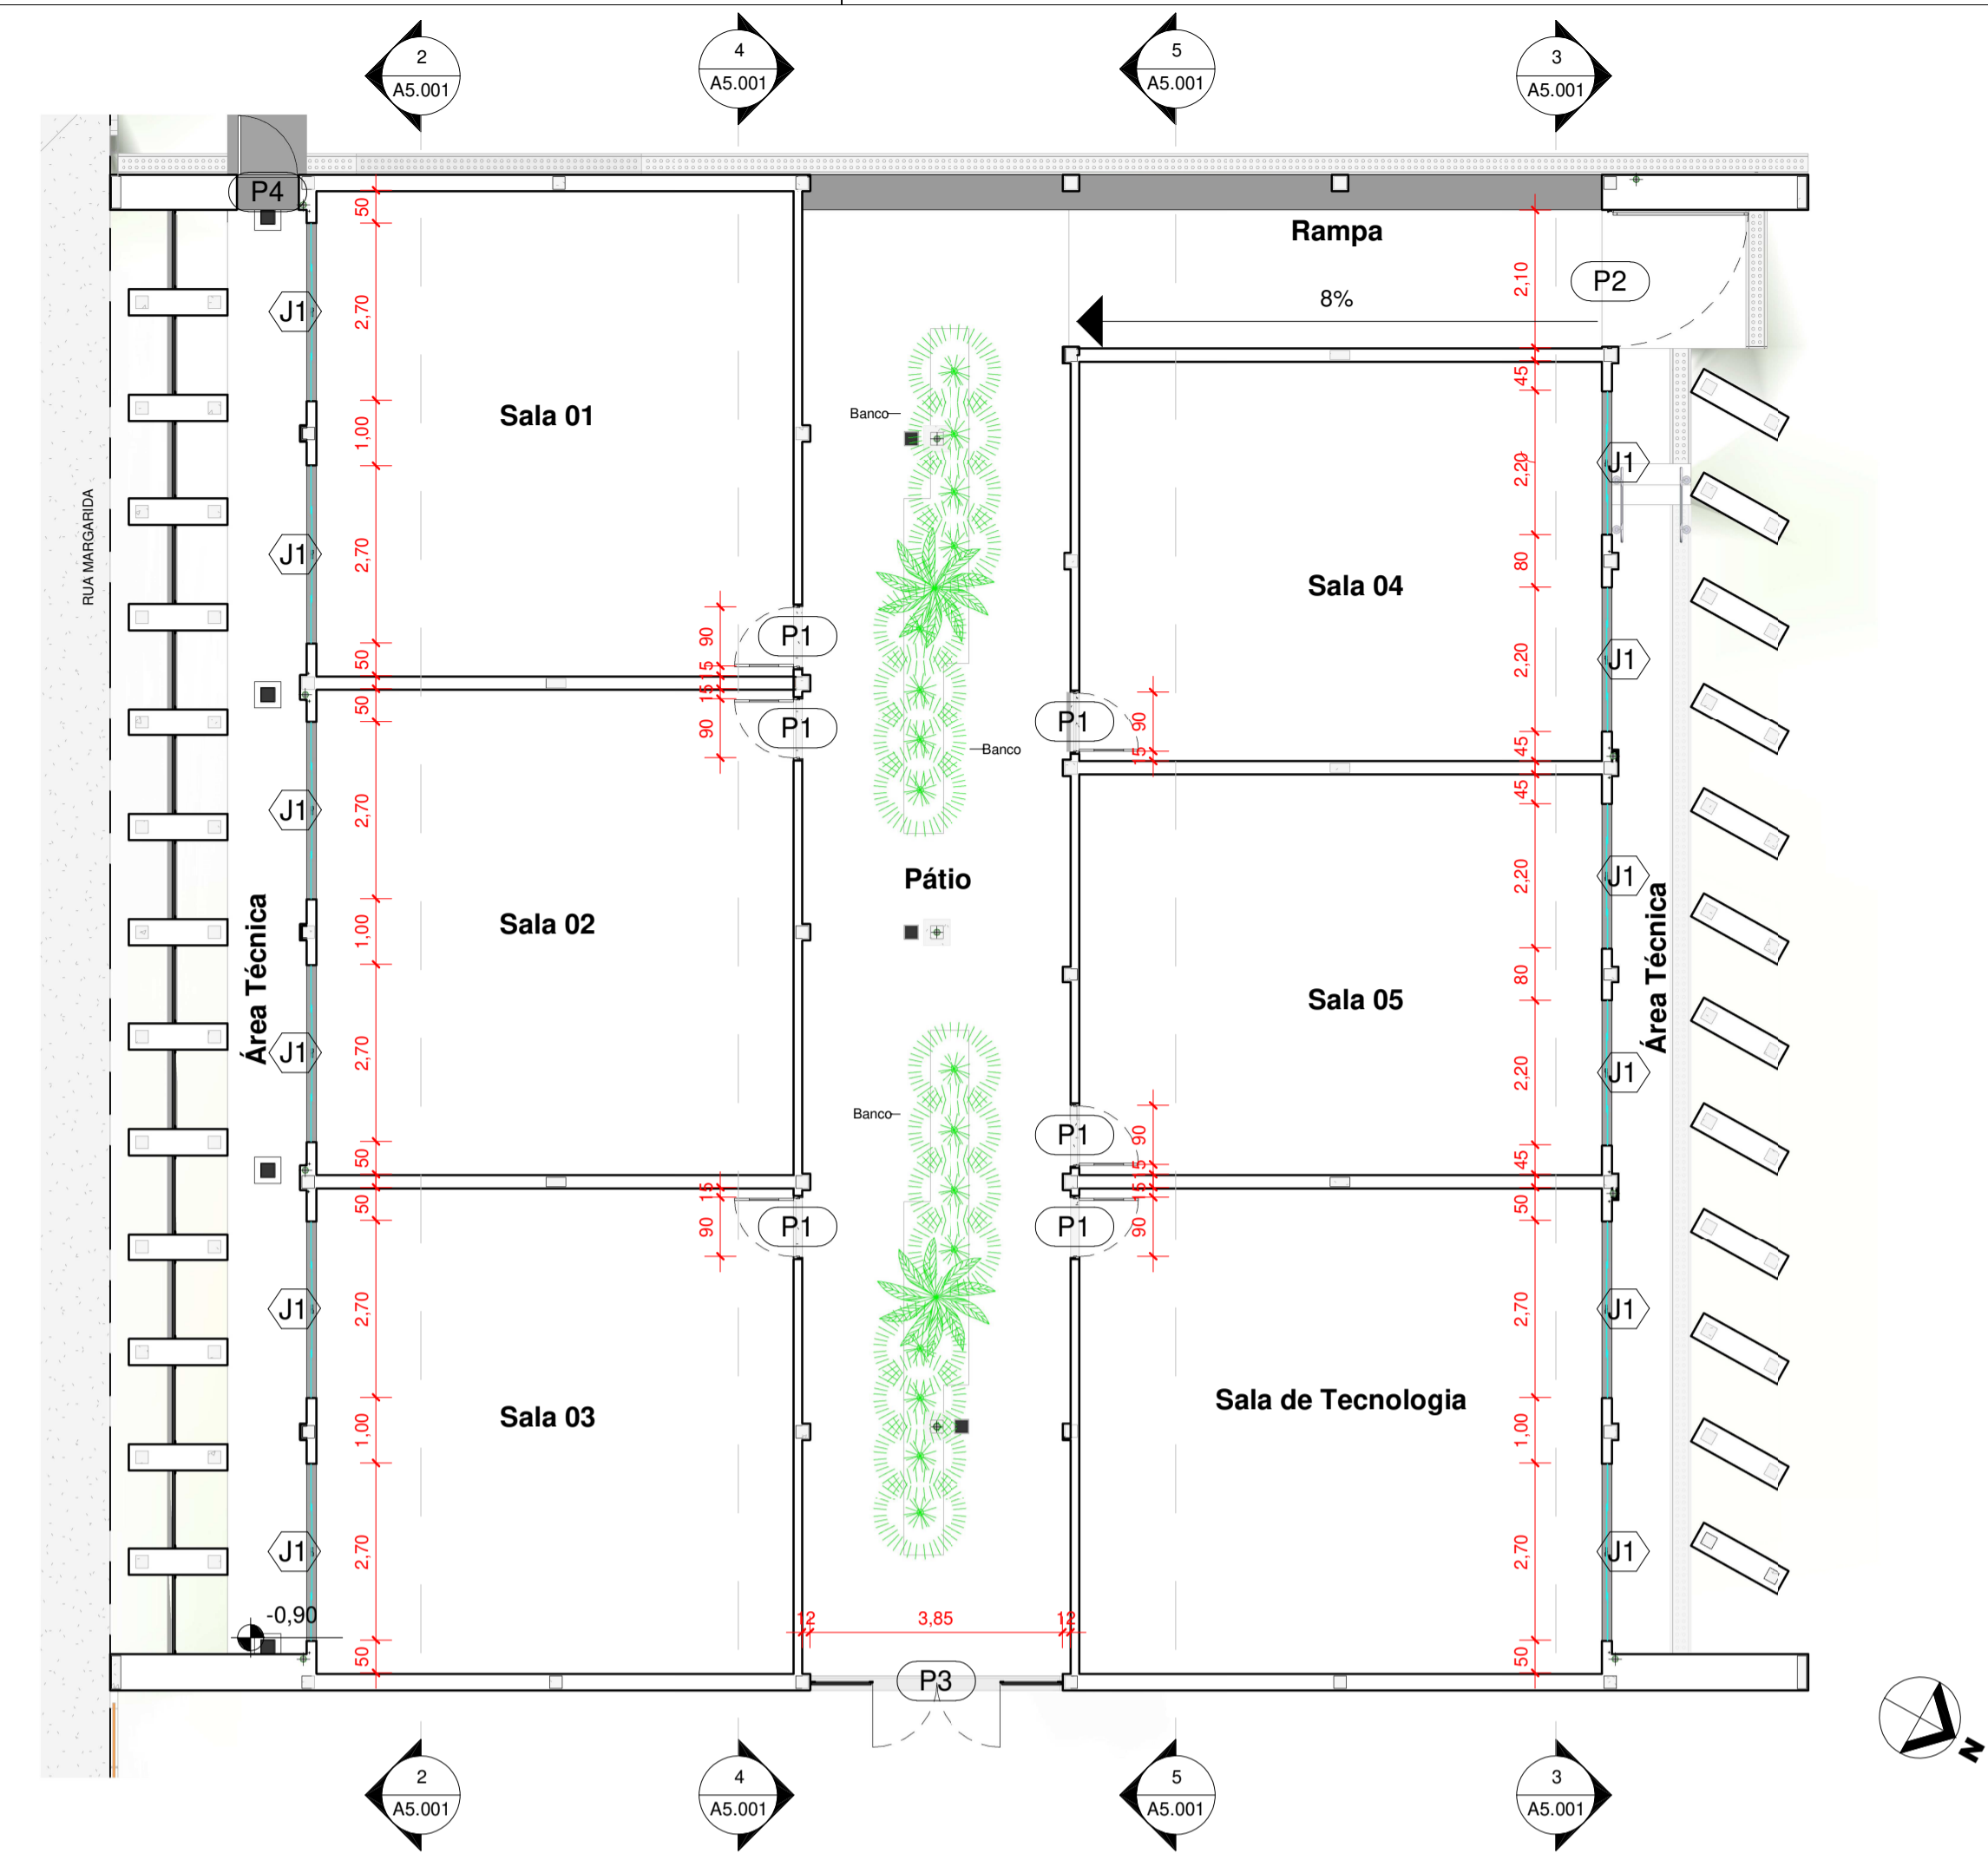 2
A5.001
4
A5.001
5
A5.001
3
A5.001
P4
50
Rampa
2,10
P2
8%
2,70
J1
45
Banco
Sala 01
1,00
2,20
J1
RUA MARGARIDA
J1
2,70
80
Sala 04
90
P1
50
15
15
50
90
P1
2,20
J1
P1
90
15
45
45
Banco
J1
2,70
2,20
J1
Pátio
Área Técnica
Sala 02
1,00
80
Sala 05
Área Técnica
J1
2,70
2,20
J1
Banco
P1
90
15
15
45
50
50
50
15
90
P1
P1
90
J1
2,70
2,70
J1
Sala 03
1,00
Sala de Tecnologia
1,00
J1
2,70
2,70
J1
-0,90
12
3,85
12
50
50
P3
N
2
A5.001
4
A5.001
5
A5.001
3
A5.001